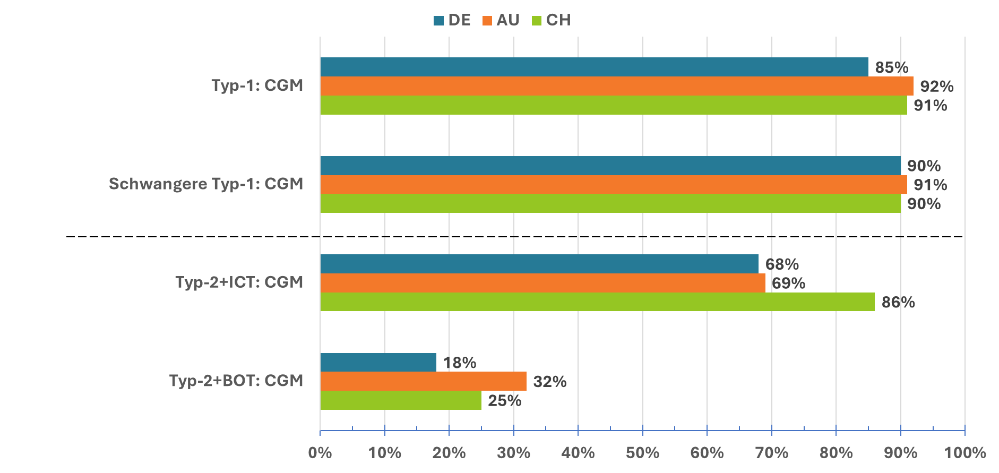 DE AU CH
Typ-1: CGM
85%
92%
91%
Schwangere Typ-1: CGM
90%
91%
90%
Typ-2+ICT: CGM
68%
69%
86%
Typ-2+BOT: CGM
18%
32%
25%
0% 10% 20% 30% 40% 50% 60% 70% 80% 90% 100%